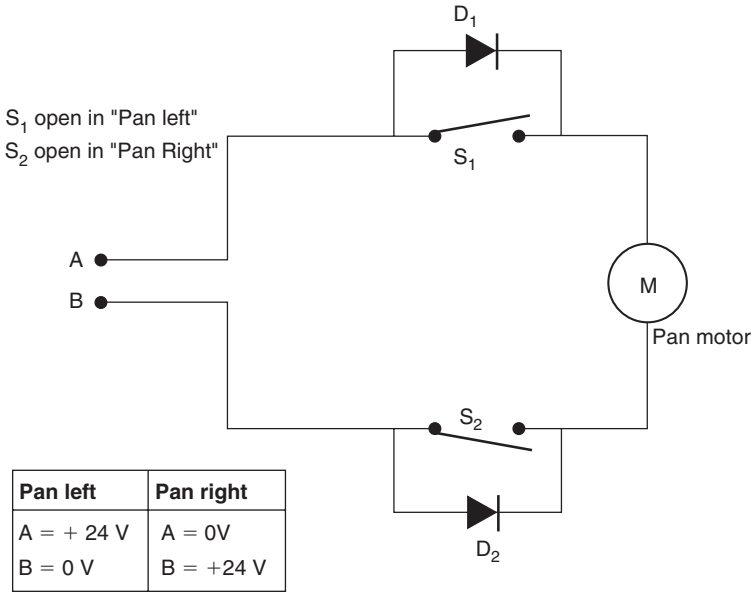 D₁
S₁ open in "Pan left"
S₂ open in "Pan Right"
S₁
A
B
M
Pan motor
S₂
D₂
Pan left Pan right
A = + 24 V A = 0V
B = 0 V B = +24 V